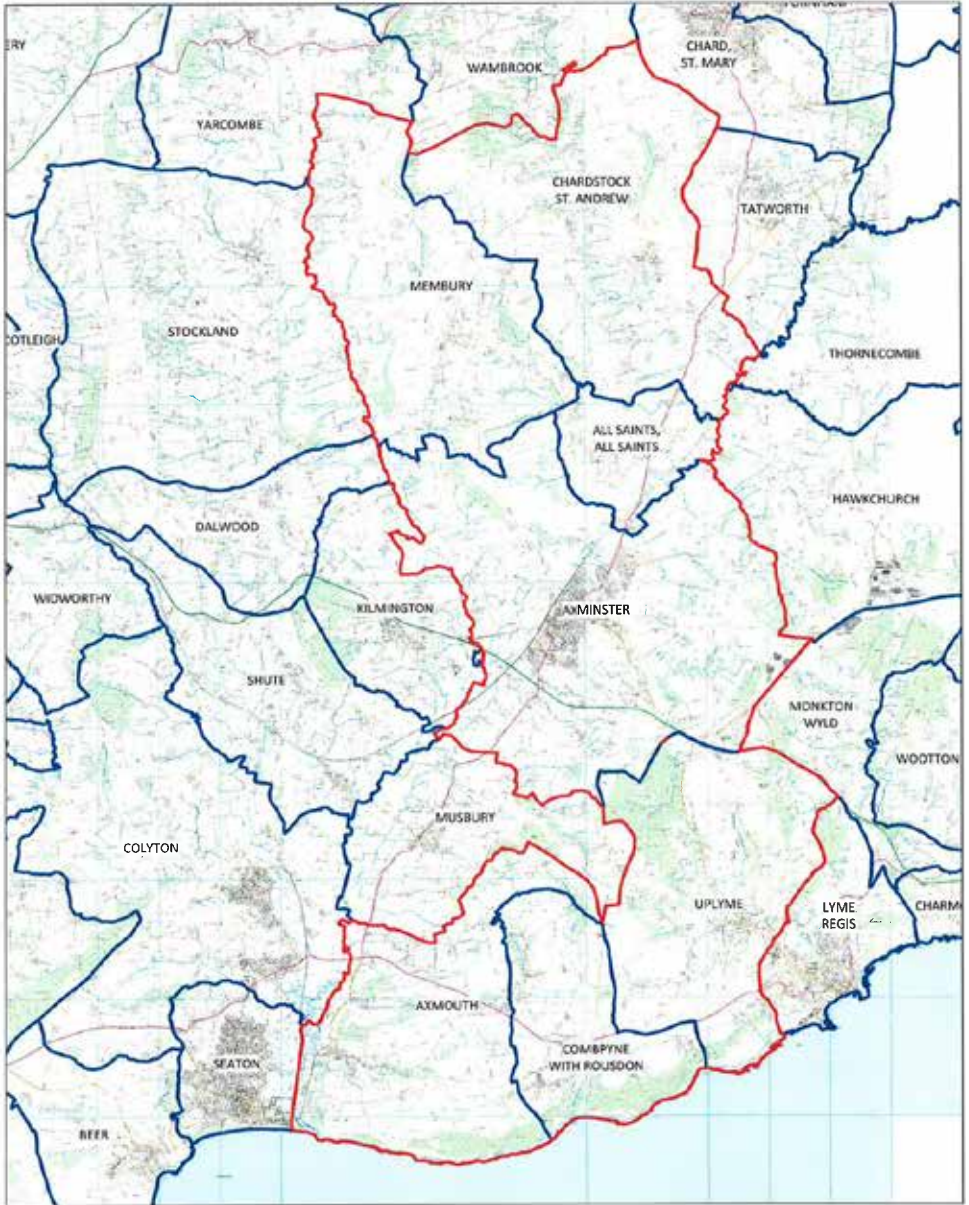 CHARD,
ST. MARY
WAMBROOK
YARCOMBE
CHARDSTOCK
ST. ANDREW
TATWORTH
MEMBURY
STOCKLAND
OTLEIGH
THORNECOMBE
ALL SAINTS,
ALL SAINTS
HAWKCHURCH
DALWOOD
WIDWORTHY
KILMINGTON
AXMINSTER
SHUTE
MONKTON
WYLD
WOOTTON
MUSBURY
COLYTON
UPLYME
LYME
REGIS
CHARM
AXMOUTH
COMBPYNE
WITH ROUSDON
SEATON
BEER